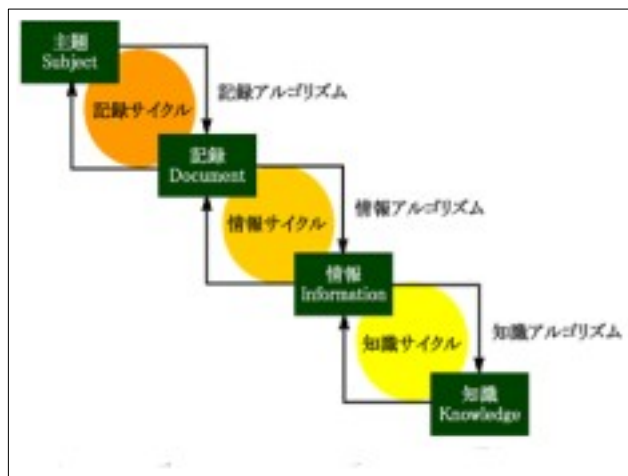 主題
Subject
記録サイクル
記録アルゴリズム
記録
Document
情報サイクル
情報アルゴリズム
情報
Information
知識サイクル
知識アルゴリズム
知識
Knowledge